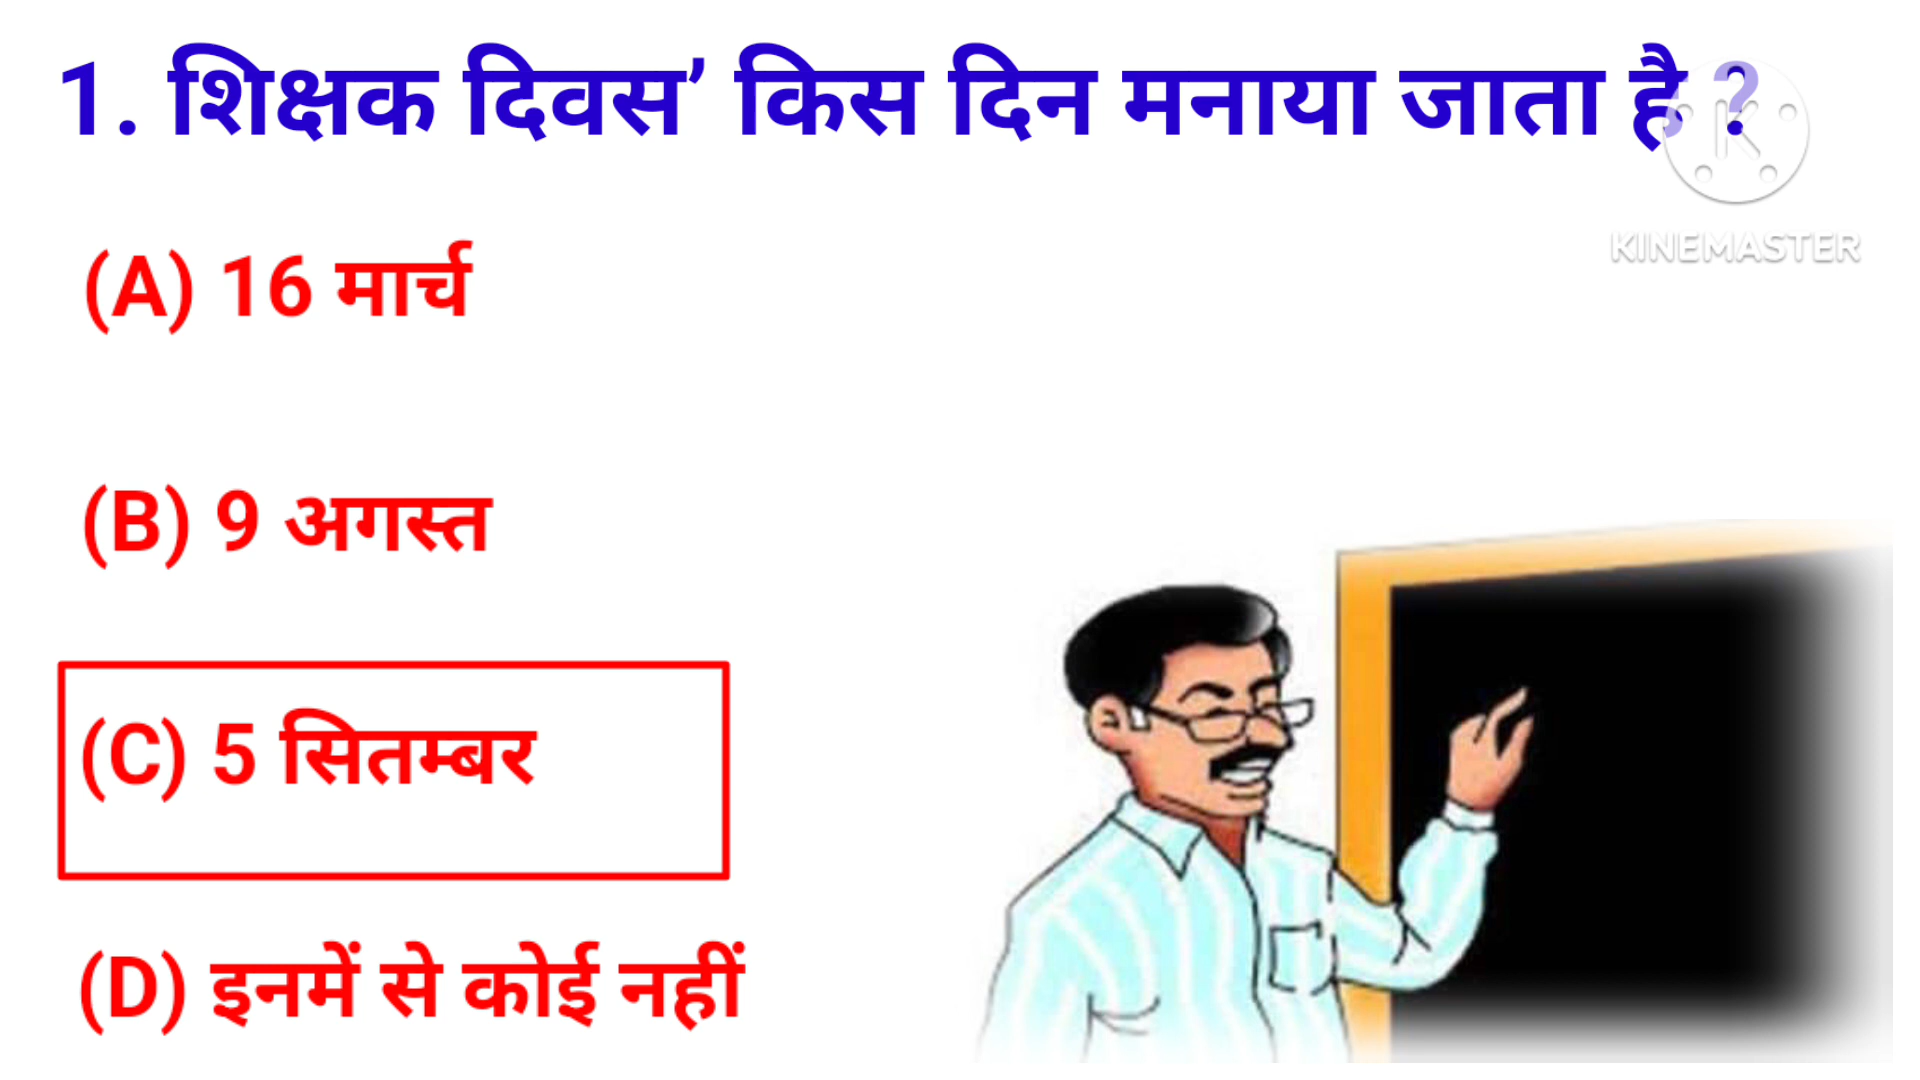 1. शिक्षक दिवस’ किस दिन मनाया जाता है ?
KINEMASTER
(A) 16 मार्च
(B) 9 अगस्त
(C) 5 सितम्बर
(D) इनमें से कोई नहीं